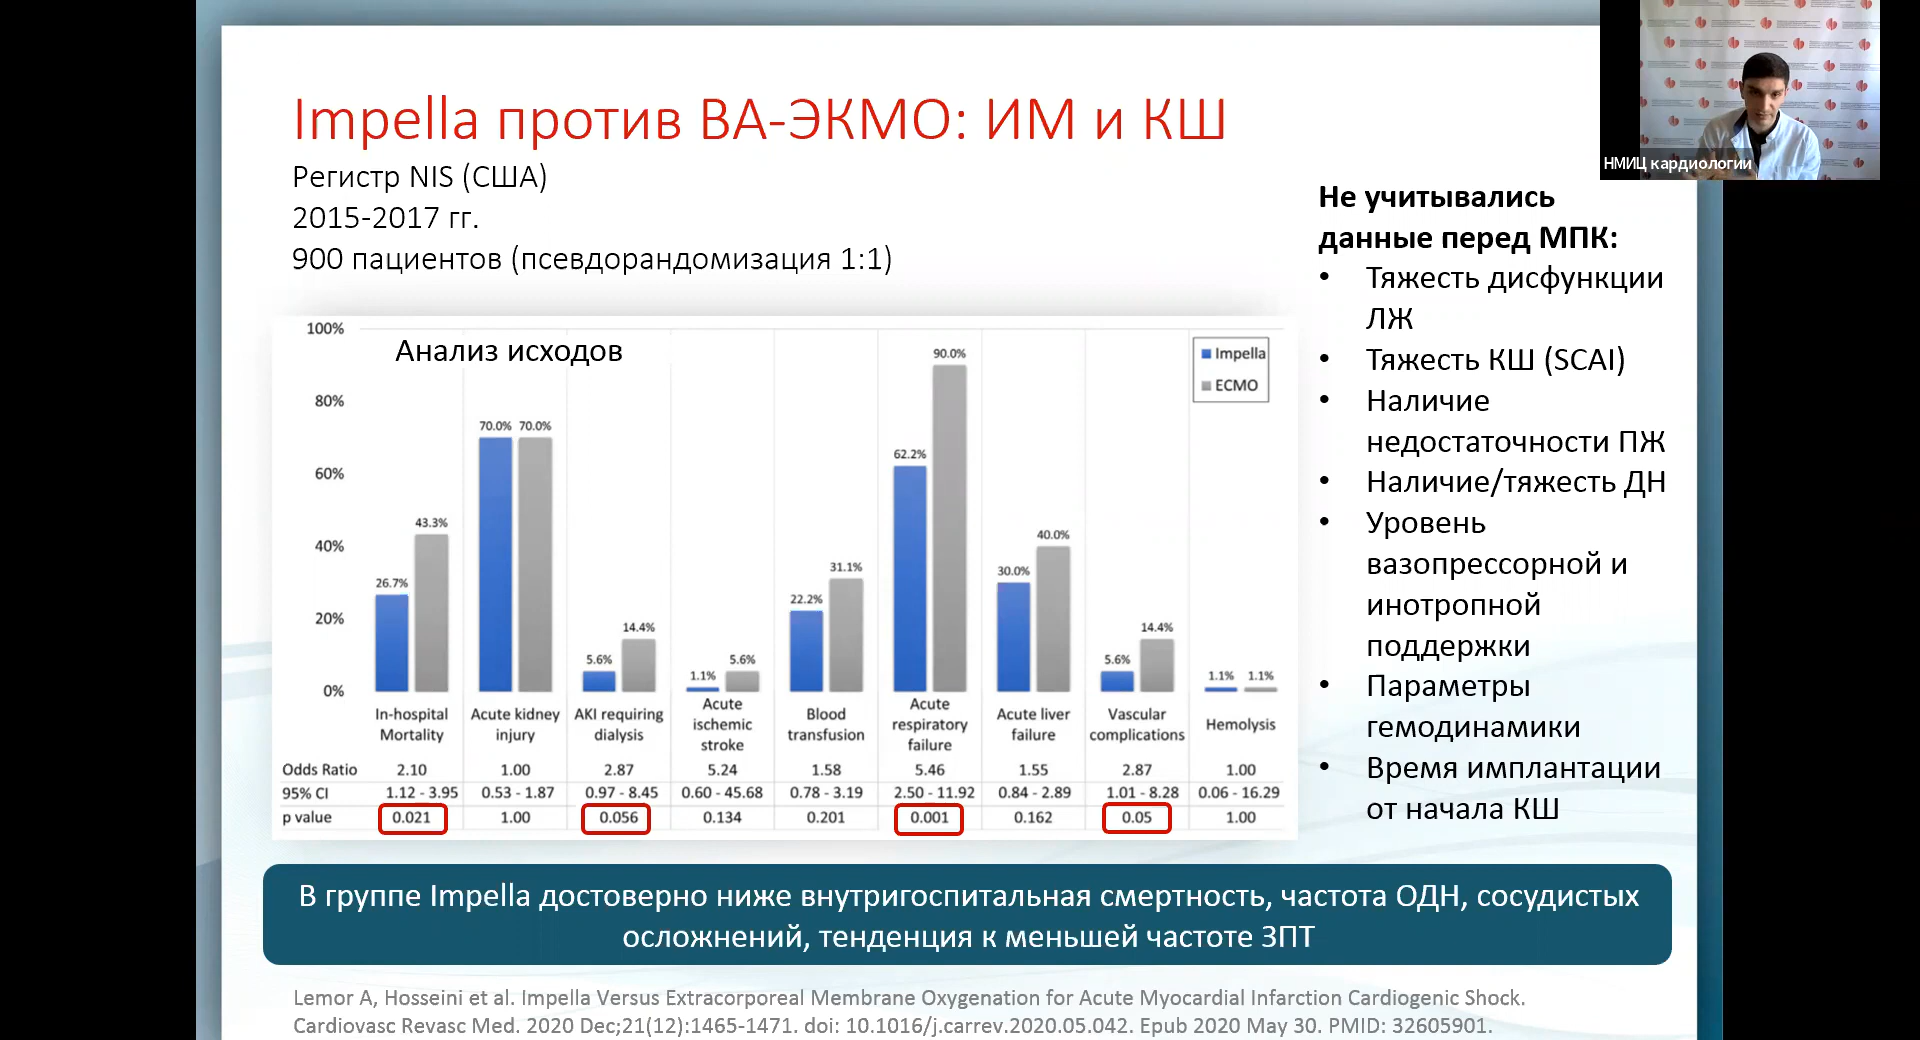 Impella против ВА-ЭКМО: ИМ и КШ
Регистр NIS (США)
2015-2017 гг.
900 пациентов (псевдорандомизация 1:1)
НМИЦ кардиологии
Не учитывались
данные перед МПК:
• Тяжесть дисфункции
ЛЖ
• Тяжесть КШ (SCAI)
• Наличие
недостаточности ПЖ
• Наличие/тяжесть ДН
• Уровень
вазопрессорной и
инотропной
поддержки
• Параметры
гемодинамики
• Время имплантации
от начала КШ
Анализ исходов
Impella
ECMO
100%
80%
60%
40%
20%
0%
26.7% 43.3%
70.0% 70.0%
5.6% 14.4%
1.1% 5.6%
22.2% 31.1%
62.2% 90.0%
30.0% 40.0%
5.6% 14.4%
1.1% 1.1%
In-hospital
Mortality
Acute kidney
injury
AKI requiring
dialysis
Acute
ischemic
stroke
Blood
transfusion
Acute
respiratory
failure
Acute liver
failure
Vascular
complications
Hemolysis
Odds Ratio 2.10 1.00 2.87 5.24 1.58 5.46 1.55 2.87 1.00
95% CI 1.12 - 3.95 0.53 - 1.87 0.97 - 8.45 0.60 - 45.68 0.78 - 3.19 2.50 - 11.92 0.84 - 2.89 1.01 - 8.28 0.06 - 16.29
p value 0.021 1.00 0.056 0.134 0.201 0.001 0.162 0.05 1.00
В группе Impella достоверно ниже внутригоспитальная смертность, частота ОДН, сосудистых
осложнений, тенденция к меньшей частоте ЗПТ
Lemor A, Hosseini et al. Impella Versus Extracorporeal Membrane Oxygenation for Acute Myocardial Infarction Cardiogenic Shock.
Cardiovasc Revasc Med. 2020 Dec;21(12):1465-1471. doi: 10.1016/j.carrev.2020.05.042. Epub 2020 May 30. PMID: 32605901.